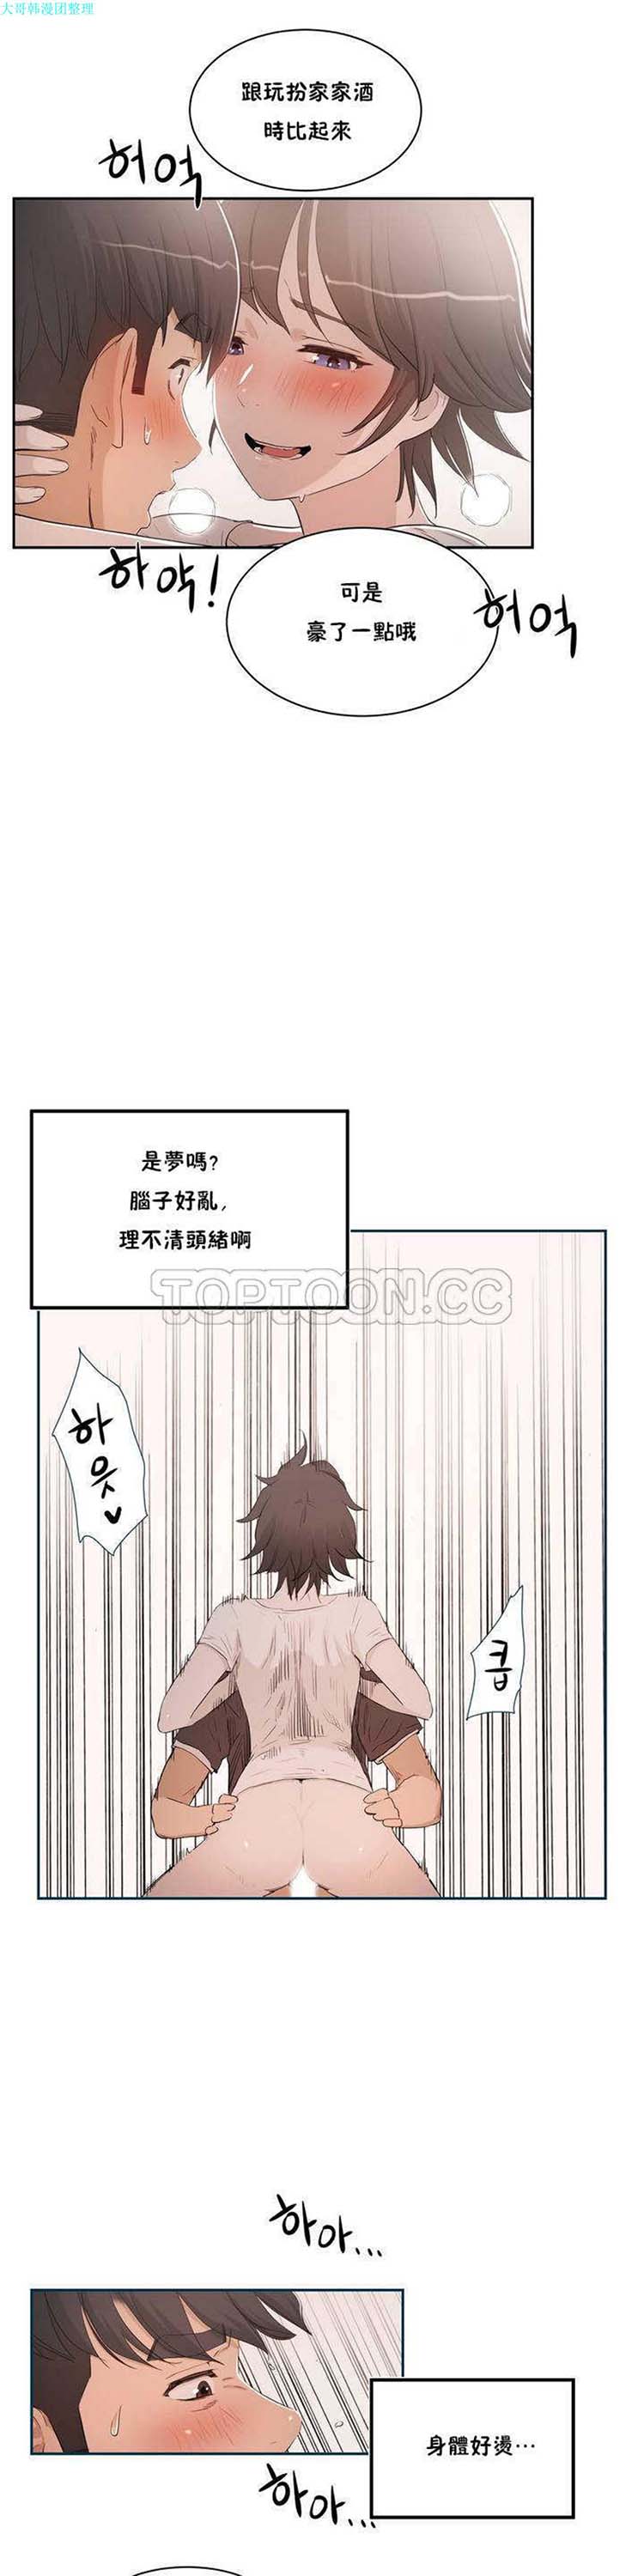 大哥韩漫团整理
跟玩扮家家酒
時比起來
허억
하악!
可是
豪了一點哦
허억
是夢嗎?
腦子好亂,
理不清頭緒啊
TOPTOON.CC
하
읏♥
큽
하아...
身體好燙…
하아...